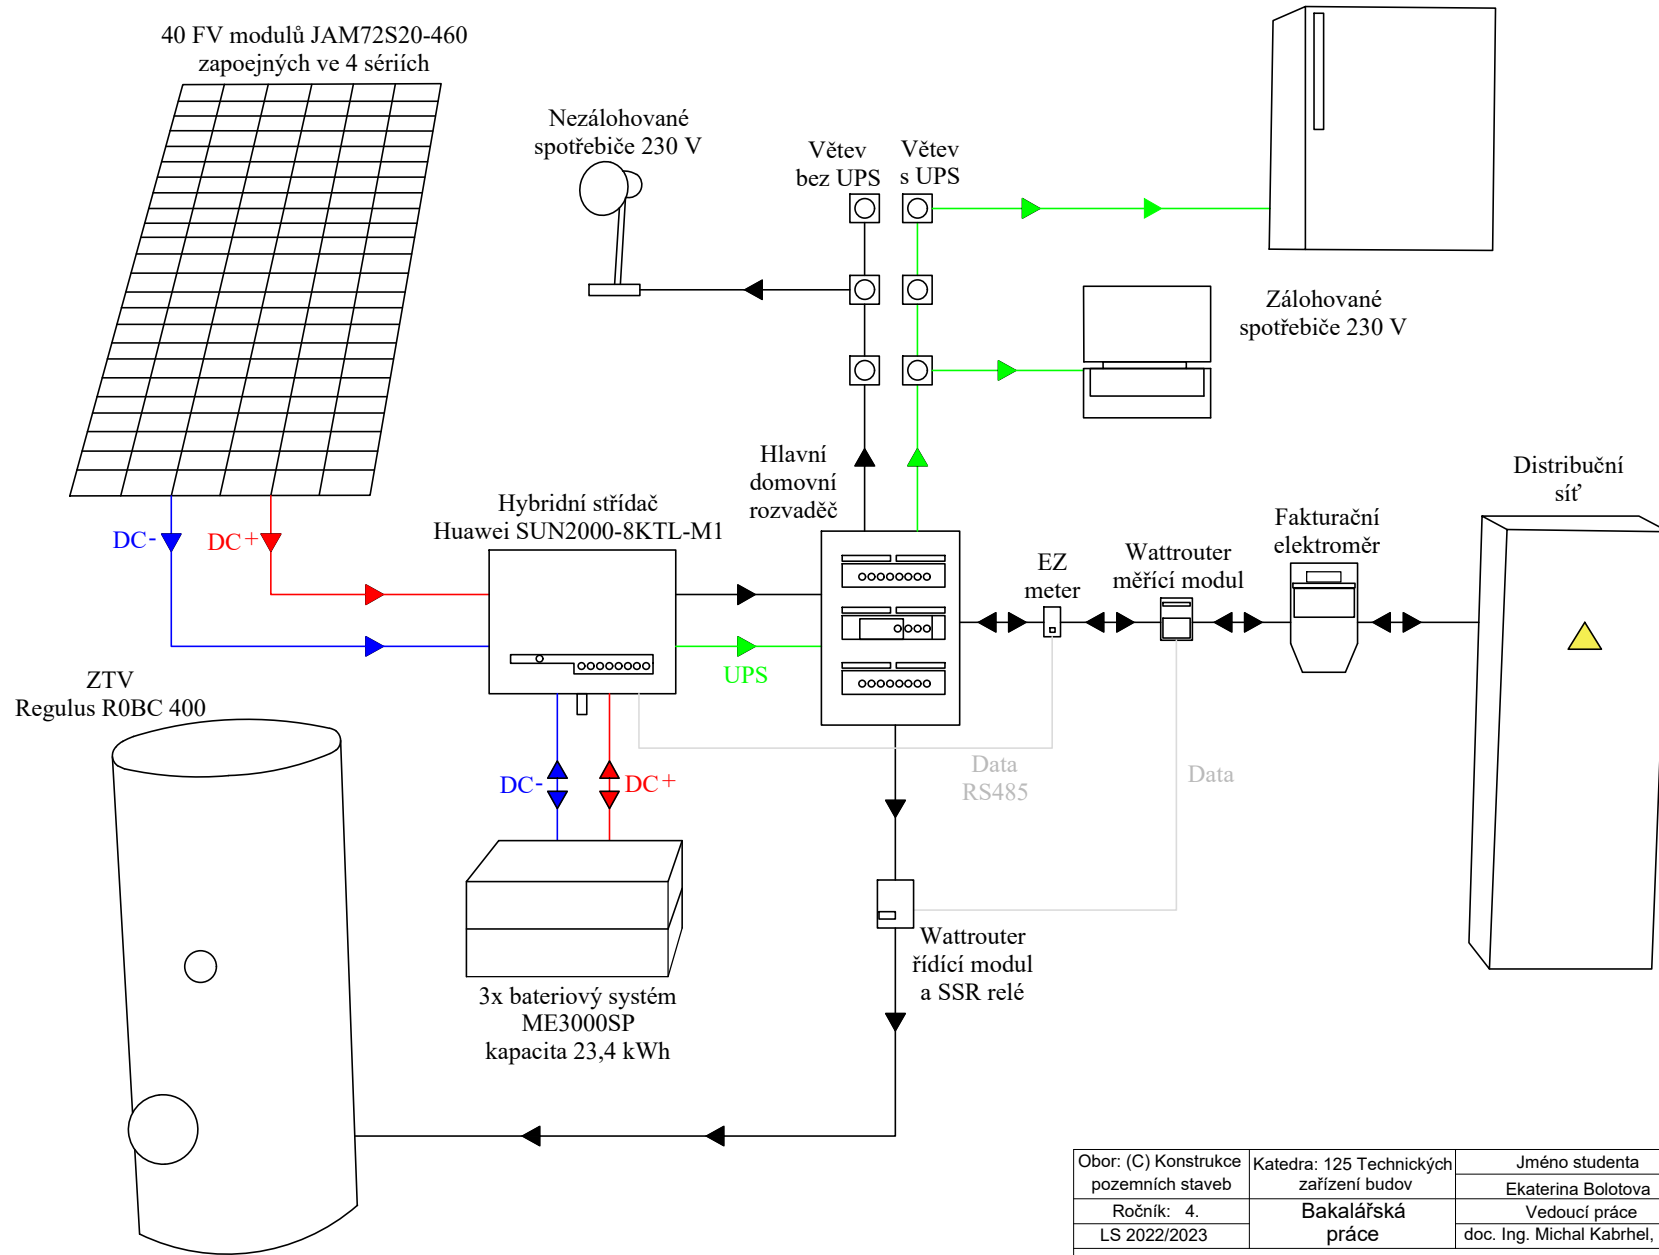 40 FV modulů JAM72S20-460
zapoejných ve 4 sériích
Nezálohované
spotřebiče 230 V
Větev
bez UPS
Větev
s UPS
Zálohované
spotřebiče 230 V
Hlavní
domovní
rozvaděč
Distribuční
síť
Hybridní střídač
Huawei SUN2000-8KTL-M1
Fakturační
elektroměr
EZ
meter
Wattrouter
měřící modul
DC-
DC+
UPS
ZTV
Regulus R0BC 400
DC-
DC+
Data
RS485
Data
Wattrouter
řídící modul
a SSR relé
3x bateriový systém
ME3000SP
kapacita 23,4 kWh
Obor: (C) Konstrukce
pozemních staveb
Katedra: 125 Technických
zařízení budov
Jméno studenta
Ekaterina Bolotova
Ročník: 4.
LS 2022/2023
Bakalářská
práce
Vedoucí práce
doc. Ing. Michal Kabrhel,